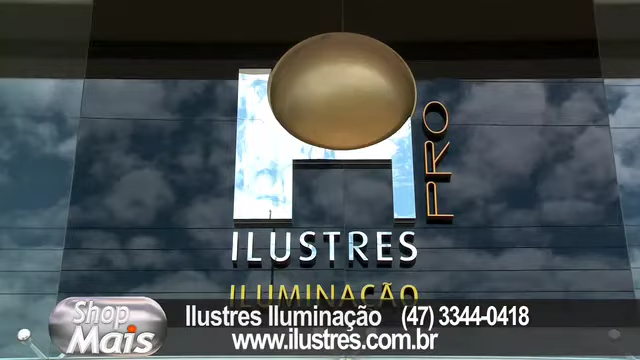 PRO
ILUSTRES
ILUMINAÇÃO
Shop
Mais
Ilustres Iluminação (47) 3344-0418
www.ilustres.com.br